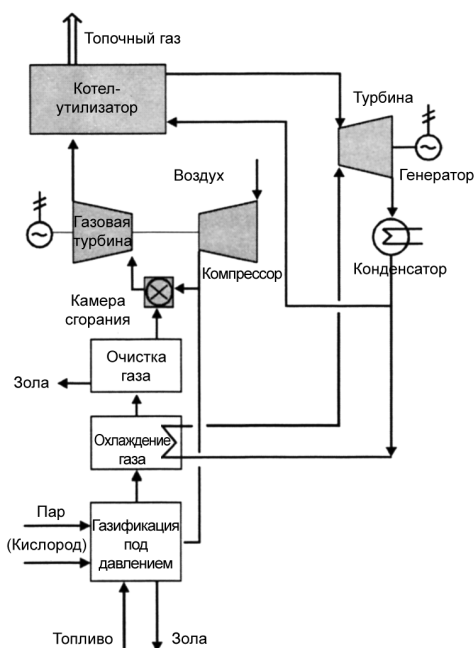 Топочный газ
Котел-
утилизатор
Турбина
Генератор
Воздух
Газовая
турбина
Компрессор
Конденсатор
Камера
сгорания
Очистка
газа
Зола
Охлаждение
газа
Пар
(Кислород)
Газификация
под
давлением
Топливо
Зола